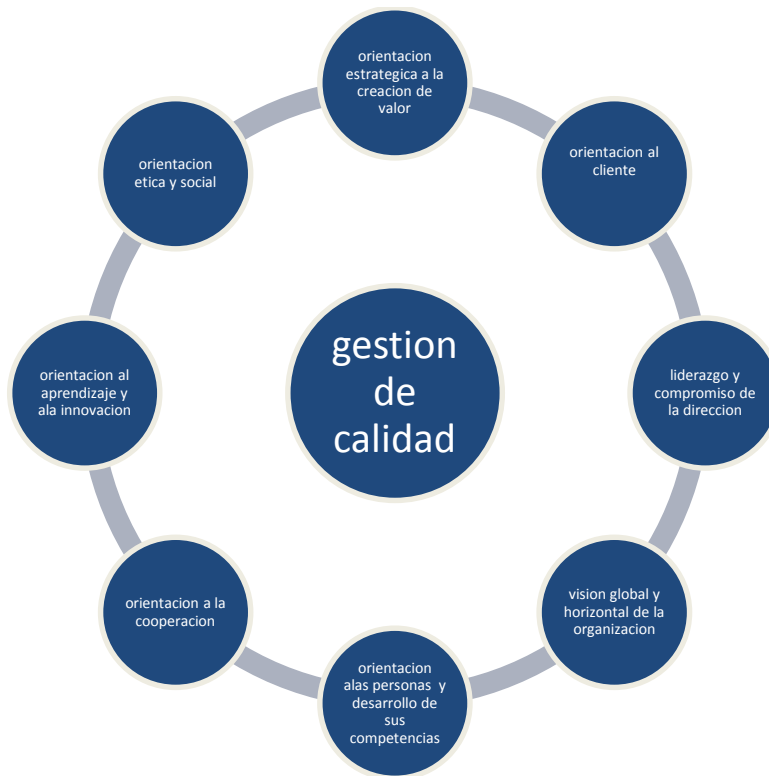 orientacion
estrategica a la
creacion de
valor
orientacion al
cliente
liderazgo y
compromiso de
la direccion
vision global y
horizontal de la
organizacion
orientacion
alas personas y
desarrollo de
sus
competencias
orientacion a la
cooperacion
orientacion al
aprendizaje y
ala innovacion
orientacion
etica y social
gestion
de
calidad